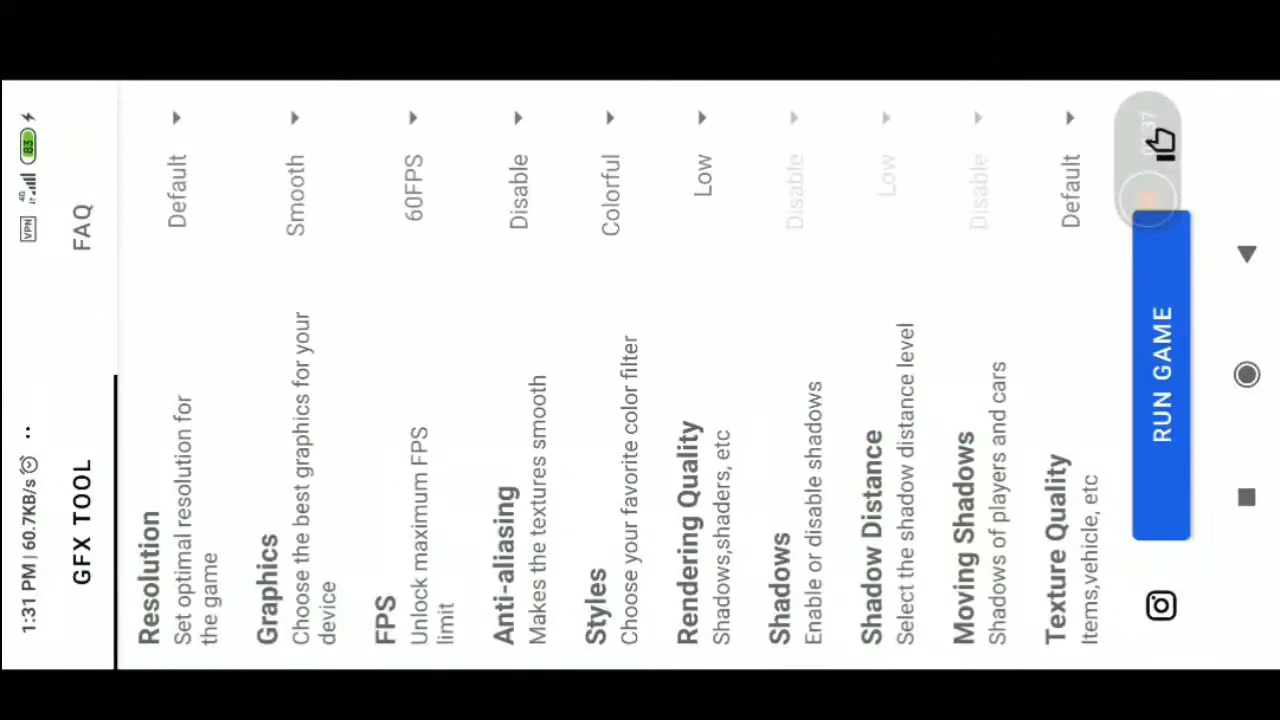 1:31 PM | 60.7KB/s
VPN 4G 83
GFX TOOL
FAQ
Resolution
Set optimal resolution for
the game
Default
Graphics
Choose the best graphics for your
device
Smooth
FPS
Unlock maximum FPS
limit
60FPS
Anti-aliasing
Makes the textures smooth
Disable
Styles
Choose your favorite color filter
Colorful
Rendering Quality
Shadows,shaders, etc
Low
Shadows
Enable or disable shadows
Disable
Shadow Distance
Select the shadow distance level
Low
Moving Shadows
Shadows of players and cars
Disable
Texture Quality
Items,vehicle, etc
Default
RUN GAME